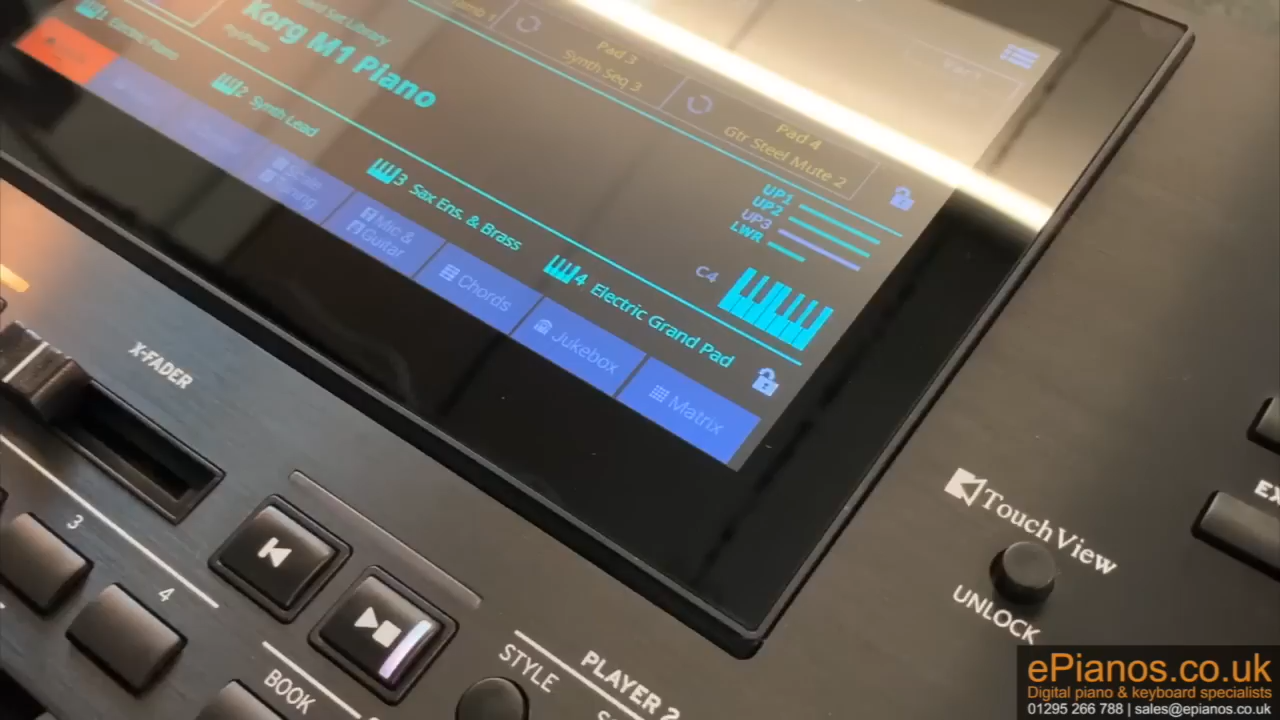 Pad 3
Synth Seq 3
Pad 4
Gtr Steel Mute 2
Korg M1 Piano
UP1
UP2
UP3
LWR
C4
1 Electric Piano
2 Synth Lead
3 Sax Ens. & Brass
4 Electric Grand Pad
Mic &
Guitar
Chords
Jukebox
Matrix
X-FADER
3
4
BOOK
STYLE
PLAYER 2
TouchView
UNLOCK
ePianos.co.uk
Digital piano & keyboard specialists
01295 266 788 | sales@epianos.co.uk